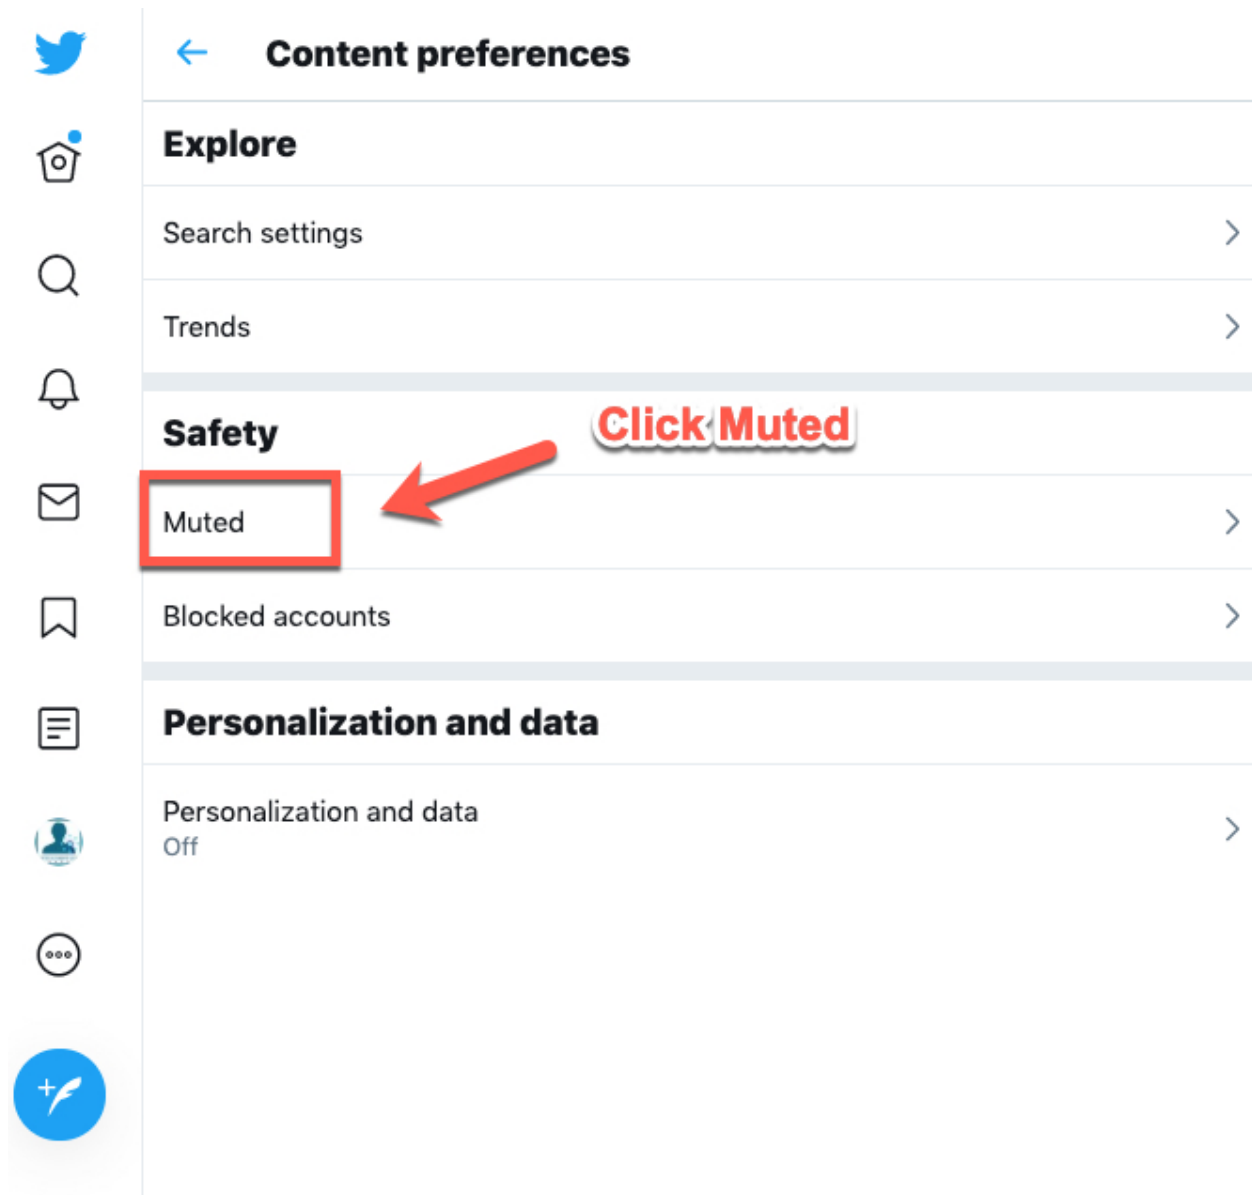 Content preferences
Explore
Search settings
Trends
Safety
Click Muted
Muted
Blocked accounts
Personalization and data
Personalization and data
Off